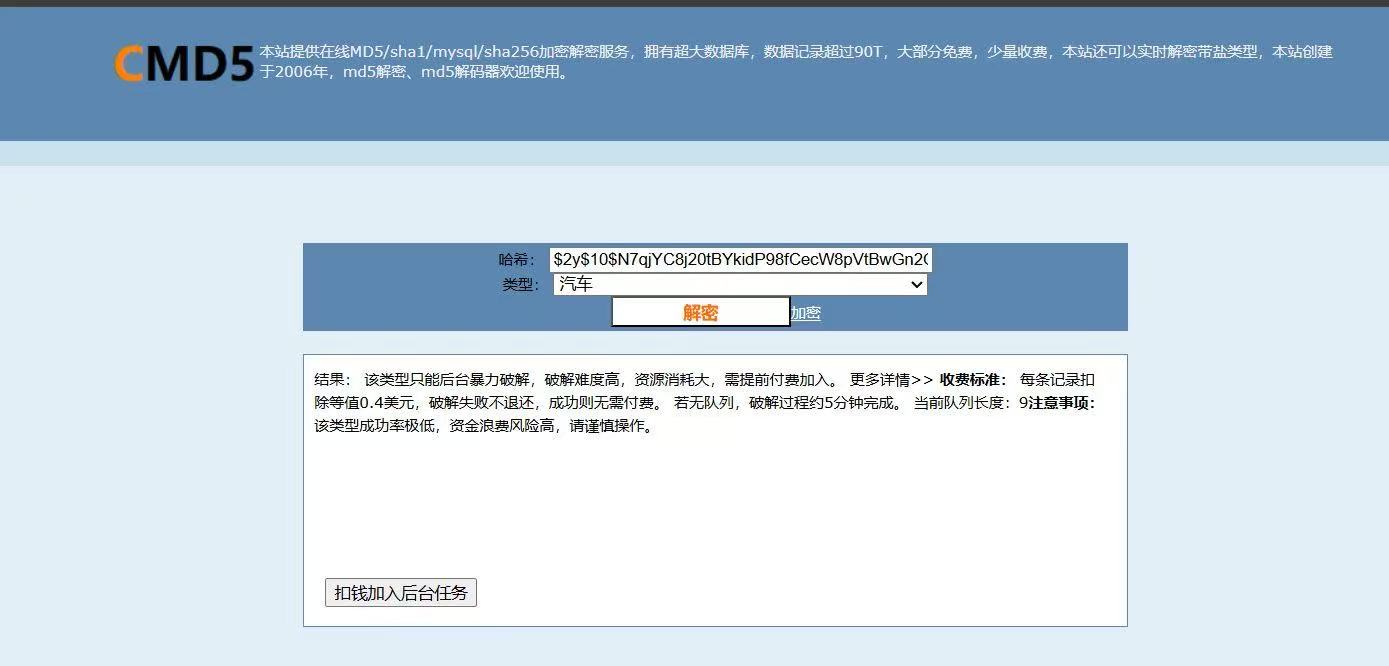 CMD5
本站提供在线MD5/sha1/mysql/sha256加密解密服务，拥有超大数据库，数据记录超过90T，大部分免费，少量收费，本站还可以实时解密带盐类型，本站创建
于2006年，md5解密、md5解码器欢迎使用。
哈希： $2y$10$N7qjYC8j20tBYkidP98fCecW8pVtBwGn2
类型： 汽车
解密 加密
结果： 该类型只能后台暴力破解，破解难度高，资源消耗大，需提前付费加入。 更多详情>> 收费标准： 每条记录扣
除等值0.4美元，破解失败不退还，成功则无需付费。 若无队列，破解过程约5分钟完成。 当前队列长度：9注意事项：
该类型成功率极低，资金浪费风险高，请谨慎操作。
扣钱加入后台任务